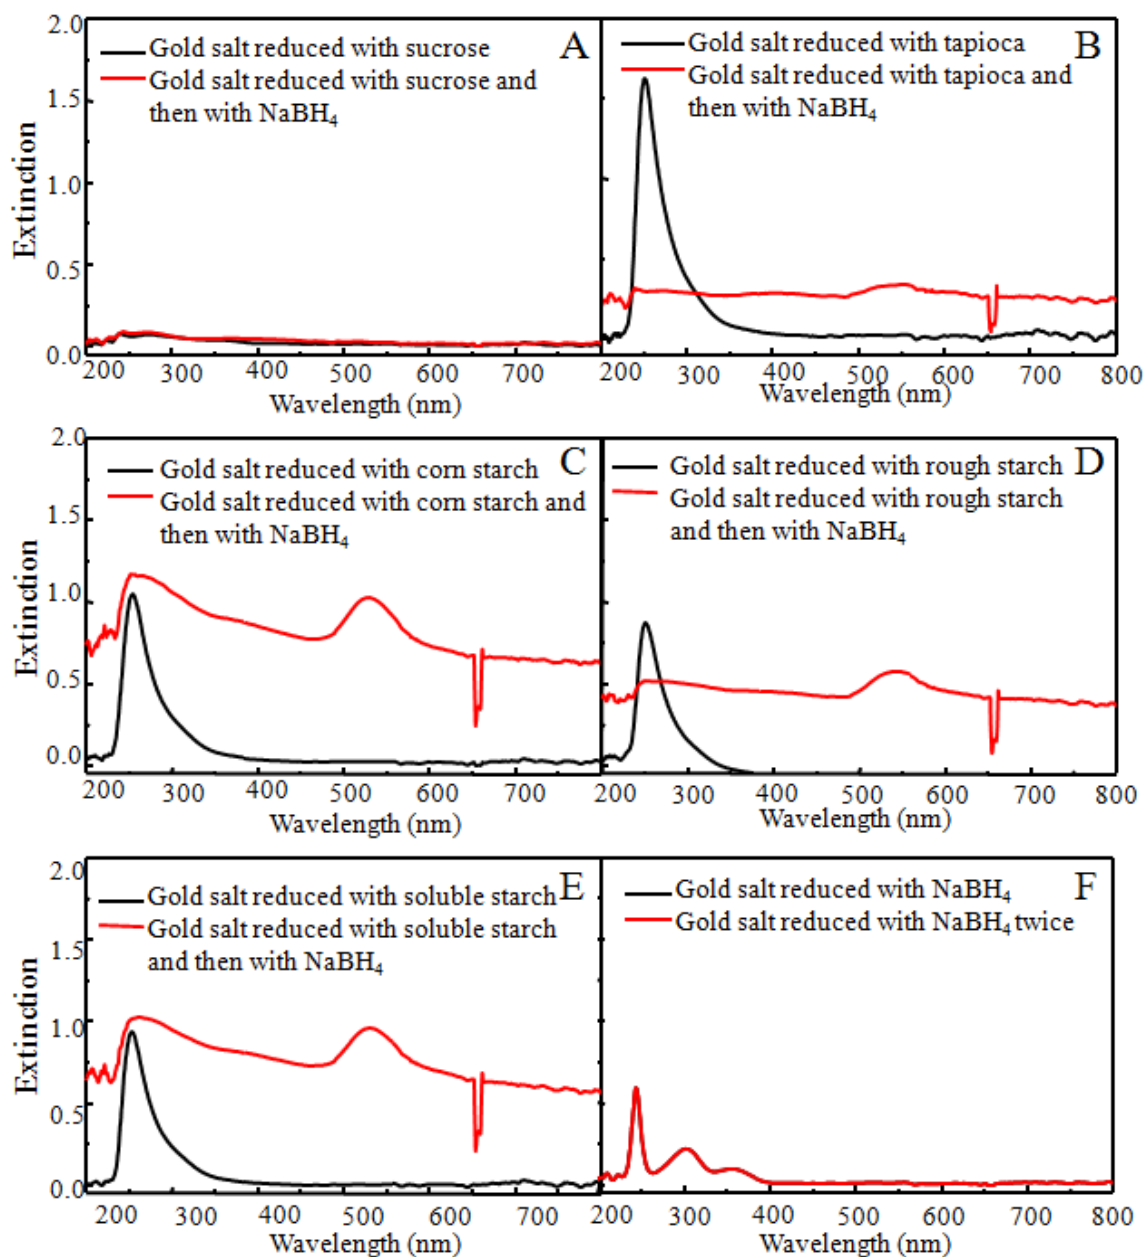 Gold salt reduced with sucrose
Gold salt reduced with sucrose and
then with NaBH4
A
Extinction
2.0
1.5
1.0
0.5
0.0
200 300 400 500 600 700
Wavelength (nm)
Gold salt reduced with tapioca
Gold salt reduced with tapioca and
then with NaBH4
B
200 300 400 500 600 700 800
Wavelength (nm)
Gold salt reduced with corn starch
Gold salt reduced with corn starch and
then with NaBH4
C
Extinction
2.0
1.5
1.0
0.5
0.0
200 300 400 500 600 700
Wavelength (nm)
Gold salt reduced with rough starch
Gold salt reduced with rough starch
and then with NaBH4
D
200 300 400 500 600 700 800
Wavelength (nm)
Gold salt reduced with soluble starch
Gold salt reduced with soluble starch
and then with NaBH4
E
Extinction
2.0
1.5
1.0
0.5
0.0
200 300 400 500 600 700
Wavelength (nm)
Gold salt reduced with NaBH4
Gold salt reduced with NaBH4 twice
F
200 300 400 500 600 700 800
Wavelength (nm)